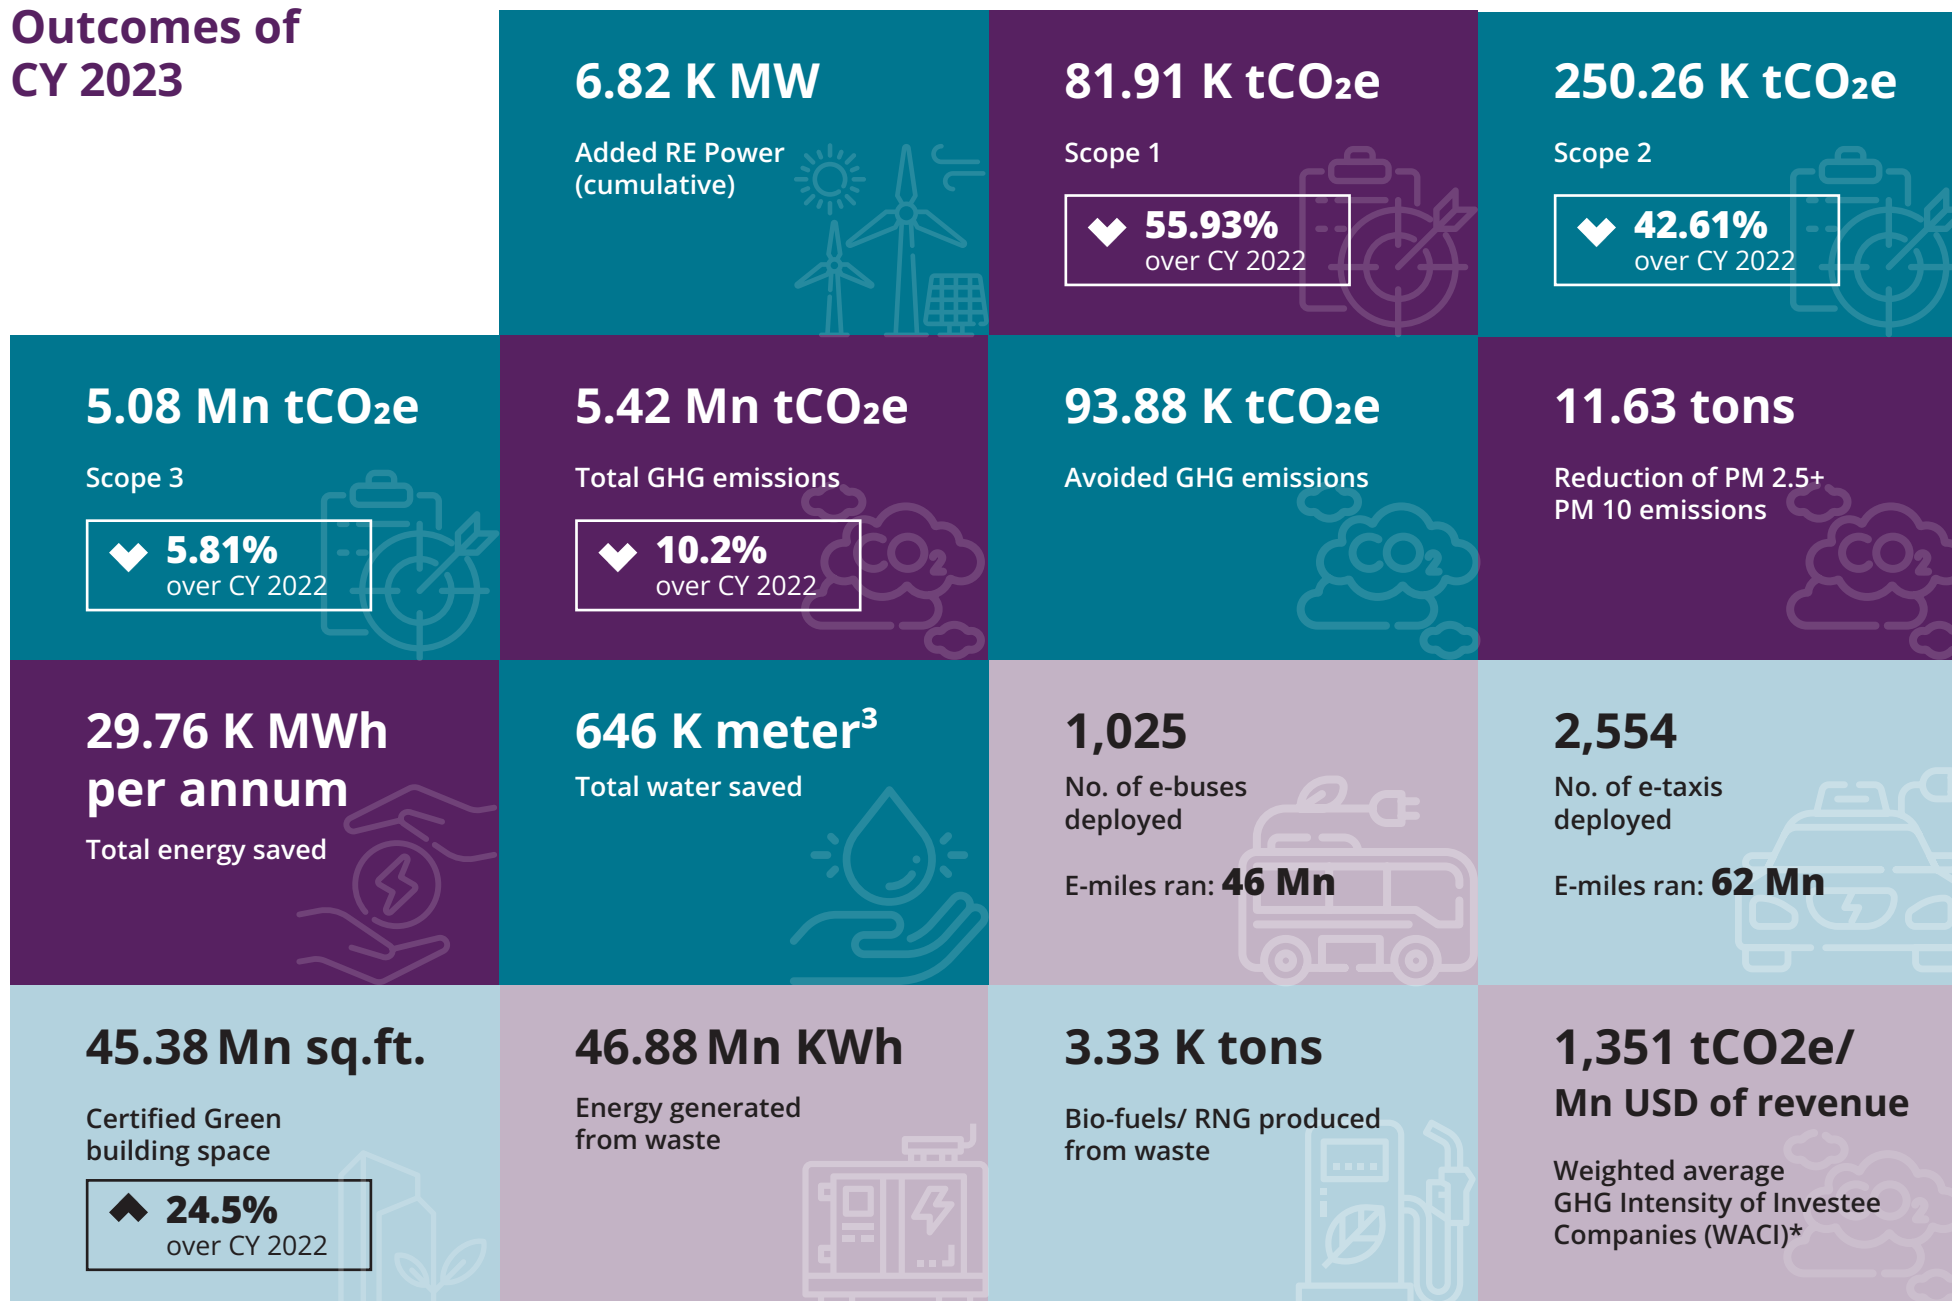 Outcomes of
CY 2023
6.82 K MW
Added RE Power
(cumulative)
81.91 K tCO₂e
Scope 1
55.93%
over CY 2022
250.26 K tCO₂e
Scope 2
42.61%
over CY 2022
5.08 Mn tCO₂e
Scope 3
5.81%
over CY 2022
5.42 Mn tCO₂e
Total GHG emissions
10.2%
over CY 2022
CO₂
93.88 K tCO₂e
Avoided GHG emissions
CO₂
11.63 tons
Reduction of PM 2.5+
PM 10 emissions
CO₂
29.76 K MWh
per annum
Total energy saved
646 K meter³
Total water saved
1,025
No. of e-buses
deployed
E-miles ran: 46 Mn
2,554
No. of e-taxis
deployed
E-miles ran: 62 Mn
45.38 Mn sq.ft.
Certified Green
building space
24.5%
over CY 2022
46.88 Mn KWh
Energy generated
from waste
3.33 K tons
Bio-fuels/ RNG produced
from waste
1,351 tCO2e/
Mn USD of revenue
Weighted average
GHG Intensity of Investee
Companies (WACI)*
CO₂